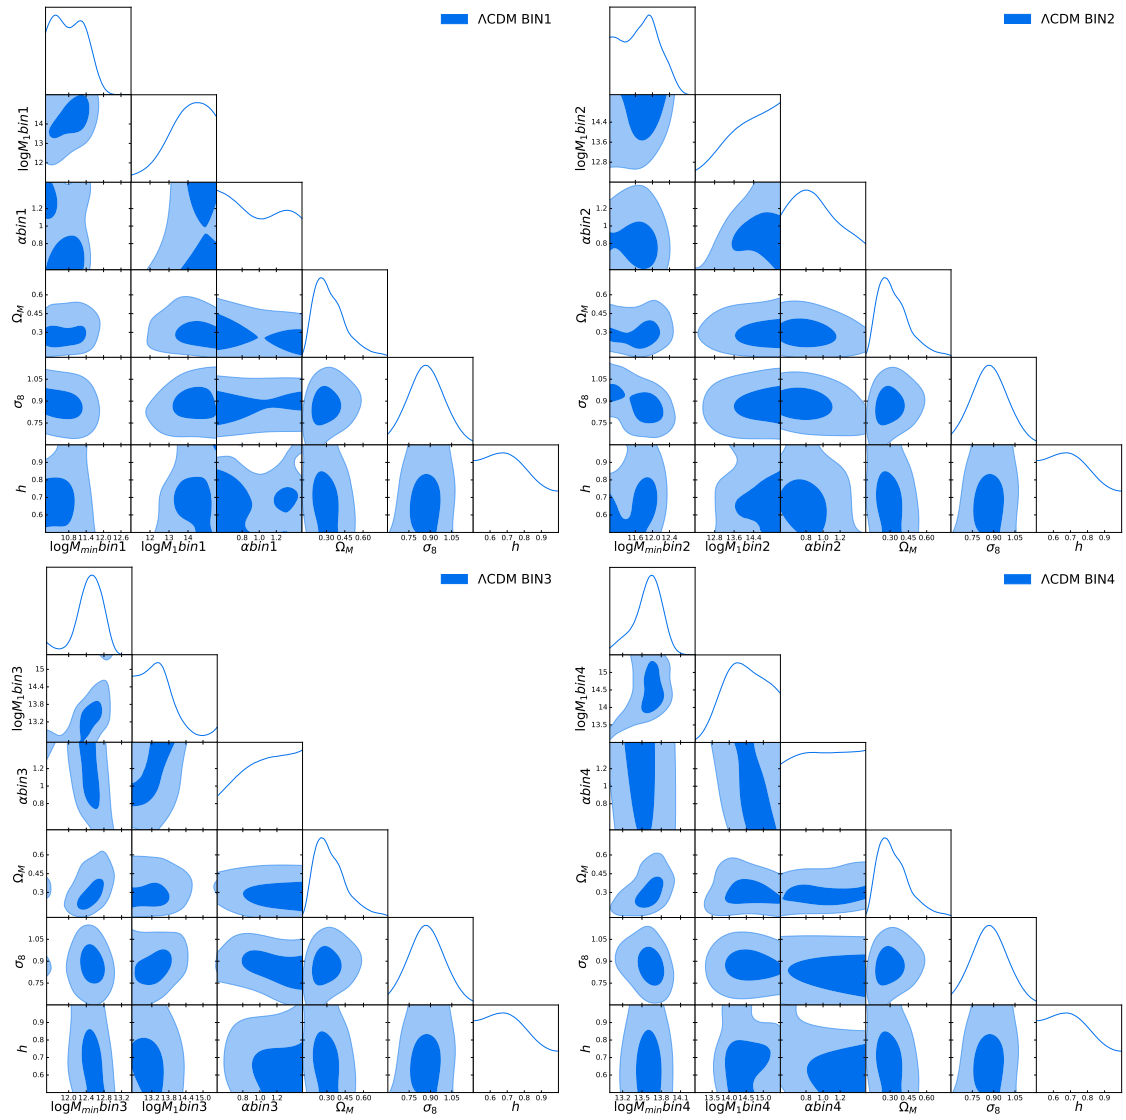 ΛCDM BIN1
logM₁bin1
14
13
12
αbin1
1.2
1
0.8
Ω_M
0.6
0.45
0.3
σ₈
1.05
0.9
0.75
h
0.9
0.8
0.7
0.6
10.8 11.4 12.0 12.6 12 13 14 0.8 1.0 1.2 0.30 0.45 0.60 0.75 0.90 1.05 0.6 0.7 0.8 0.9
logM_min bin1 logM₁bin1 αbin1 Ω_M σ₈ h
ΛCDM BIN2
logM₁bin2
14.4
13.6
12.8
αbin2
1.2
1
0.8
Ω_M
0.6
0.45
0.3
σ₈
1.05
0.9
0.75
h
0.9
0.8
0.7
0.6
11.6 12.0 12.4 12.8 13.6 14.4 0.8 1.0 1.2 0.30 0.45 0.60 0.75 0.90 1.05 0.6 0.7 0.8 0.9
logM_min bin2 logM₁bin2 αbin2 Ω_M σ₈ h
ΛCDM BIN3
logM₁bin3
15
14.4
13.8
13.2
αbin3
1.2
1
0.8
Ω_M
0.6
0.45
0.3
σ₈
1.05
0.9
0.75
h
0.9
0.8
0.7
0.6
12.0 12.4 12.8 13.2 13.2 13.8 14.4 15.0 0.8 1.0 1.2 0.30 0.45 0.60 0.75 0.90 1.05 0.6 0.7 0.8 0.9
logM_min bin3 logM₁bin3 αbin3 Ω_M σ₈ h
ΛCDM BIN4
logM₁bin4
15
14.5
14
13.5
αbin4
1.2
1
0.8
Ω_M
0.6
0.45
0.3
σ₈
1.05
0.9
0.75
h
0.9
0.8
0.7
0.6
13.2 13.5 13.8 14.1 13.5 14.0 14.5 15.0 0.8 1.0 1.2 0.30 0.45 0.60 0.75 0.90 1.05 0.6 0.7 0.8 0.9
logM_min bin4 logM₁bin4 αbin4 Ω_M σ₈ h